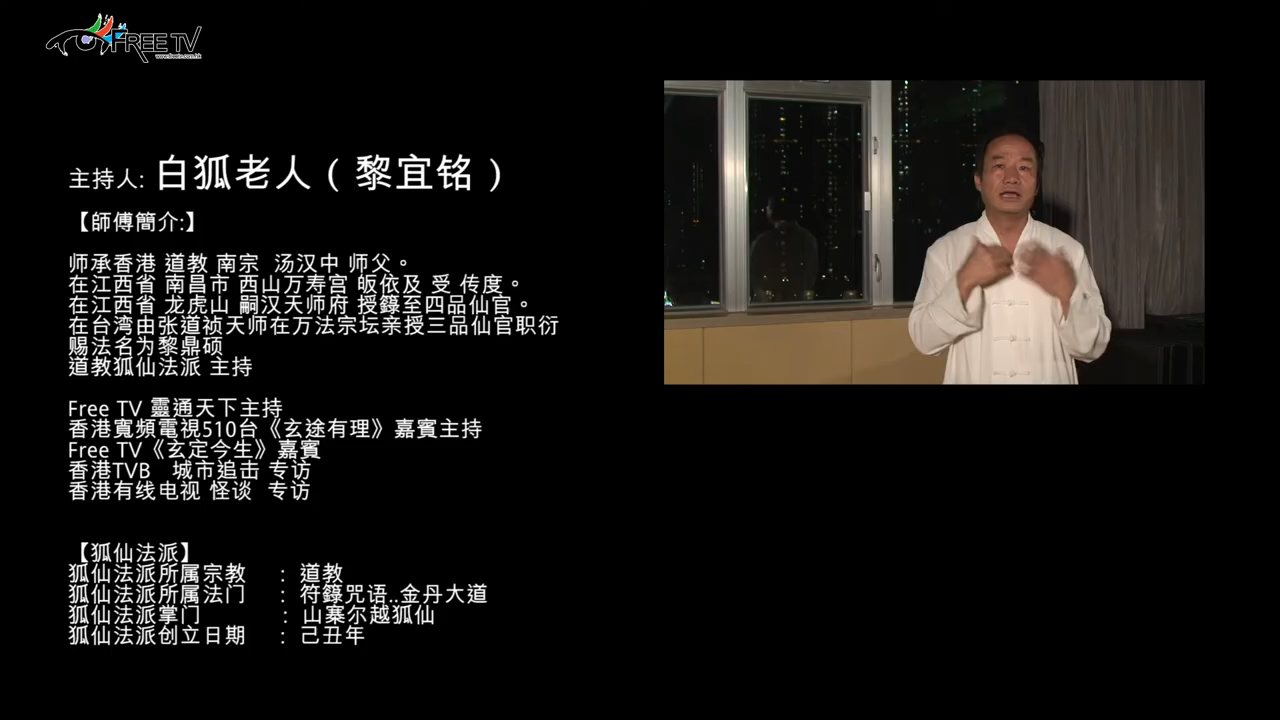 FREE TV
www.freetv.com.hk
主持人: 白狐老人（黎宜铭）
【師傅簡介:】
师承香港 道教 南宗 汤汉中 师父。
在江西省 南昌市 西山万寿宫 皈依及 受 传度。
在江西省 龙虎山 嗣汉天师府 授籙至四品仙官。
在台湾由张道祯天师在万法宗坛亲授三品仙官职衍
赐法名为黎鼎硕
道教狐仙法派 主持
Free TV 靈通天下主持
香港寬頻電視510台《玄途有理》嘉賓主持
Free TV《玄定今生》嘉賓
香港TVB 城市追击 专访
香港有线电视 怪谈 专访
【狐仙法派】
狐仙法派所属宗教 : 道教
狐仙法派所属法门 : 符籙咒语..金丹大道
狐仙法派掌门 : 山寨尔越狐仙
狐仙法派创立日期 : 己丑年